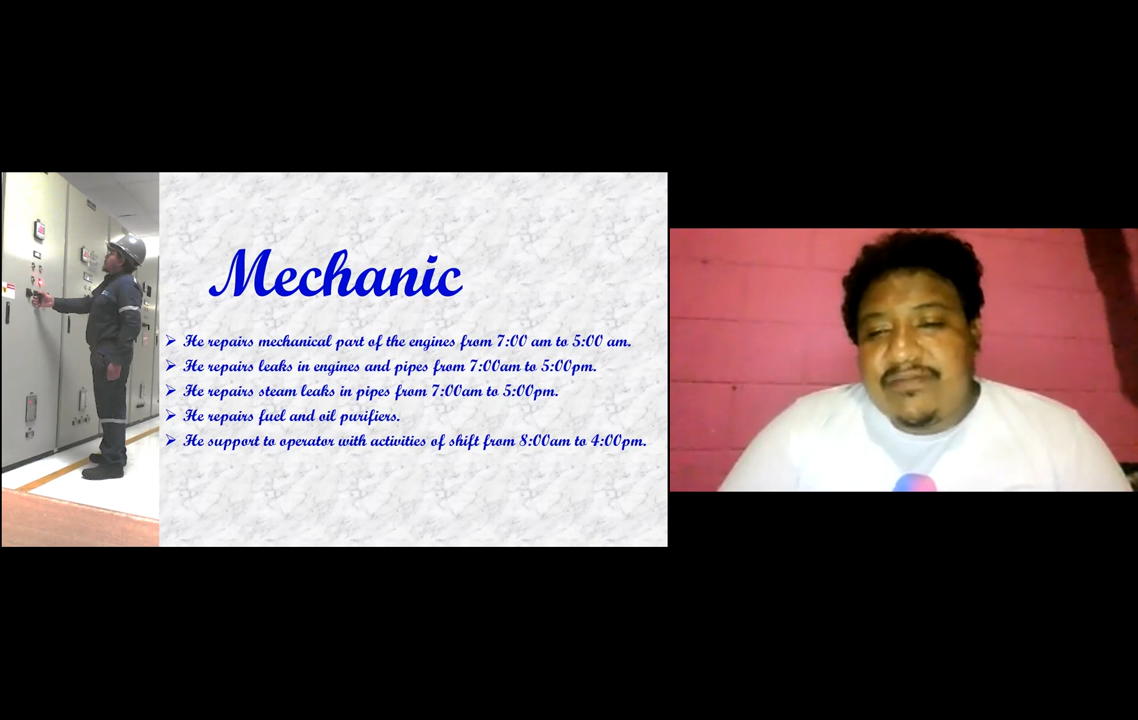 Mechanic
➢ He repairs mechanical part of the engines from 7:00 am to 5:00 am.
➢ He repairs leaks in engines and pipes from 7:00am to 5:00pm.
➢ He repairs steam leaks in pipes from 7:00am to 5:00pm.
➢ He repairs fuel and oil purifiers.
➢ He support to operator with activities of shift from 8:00am to 4:00pm.